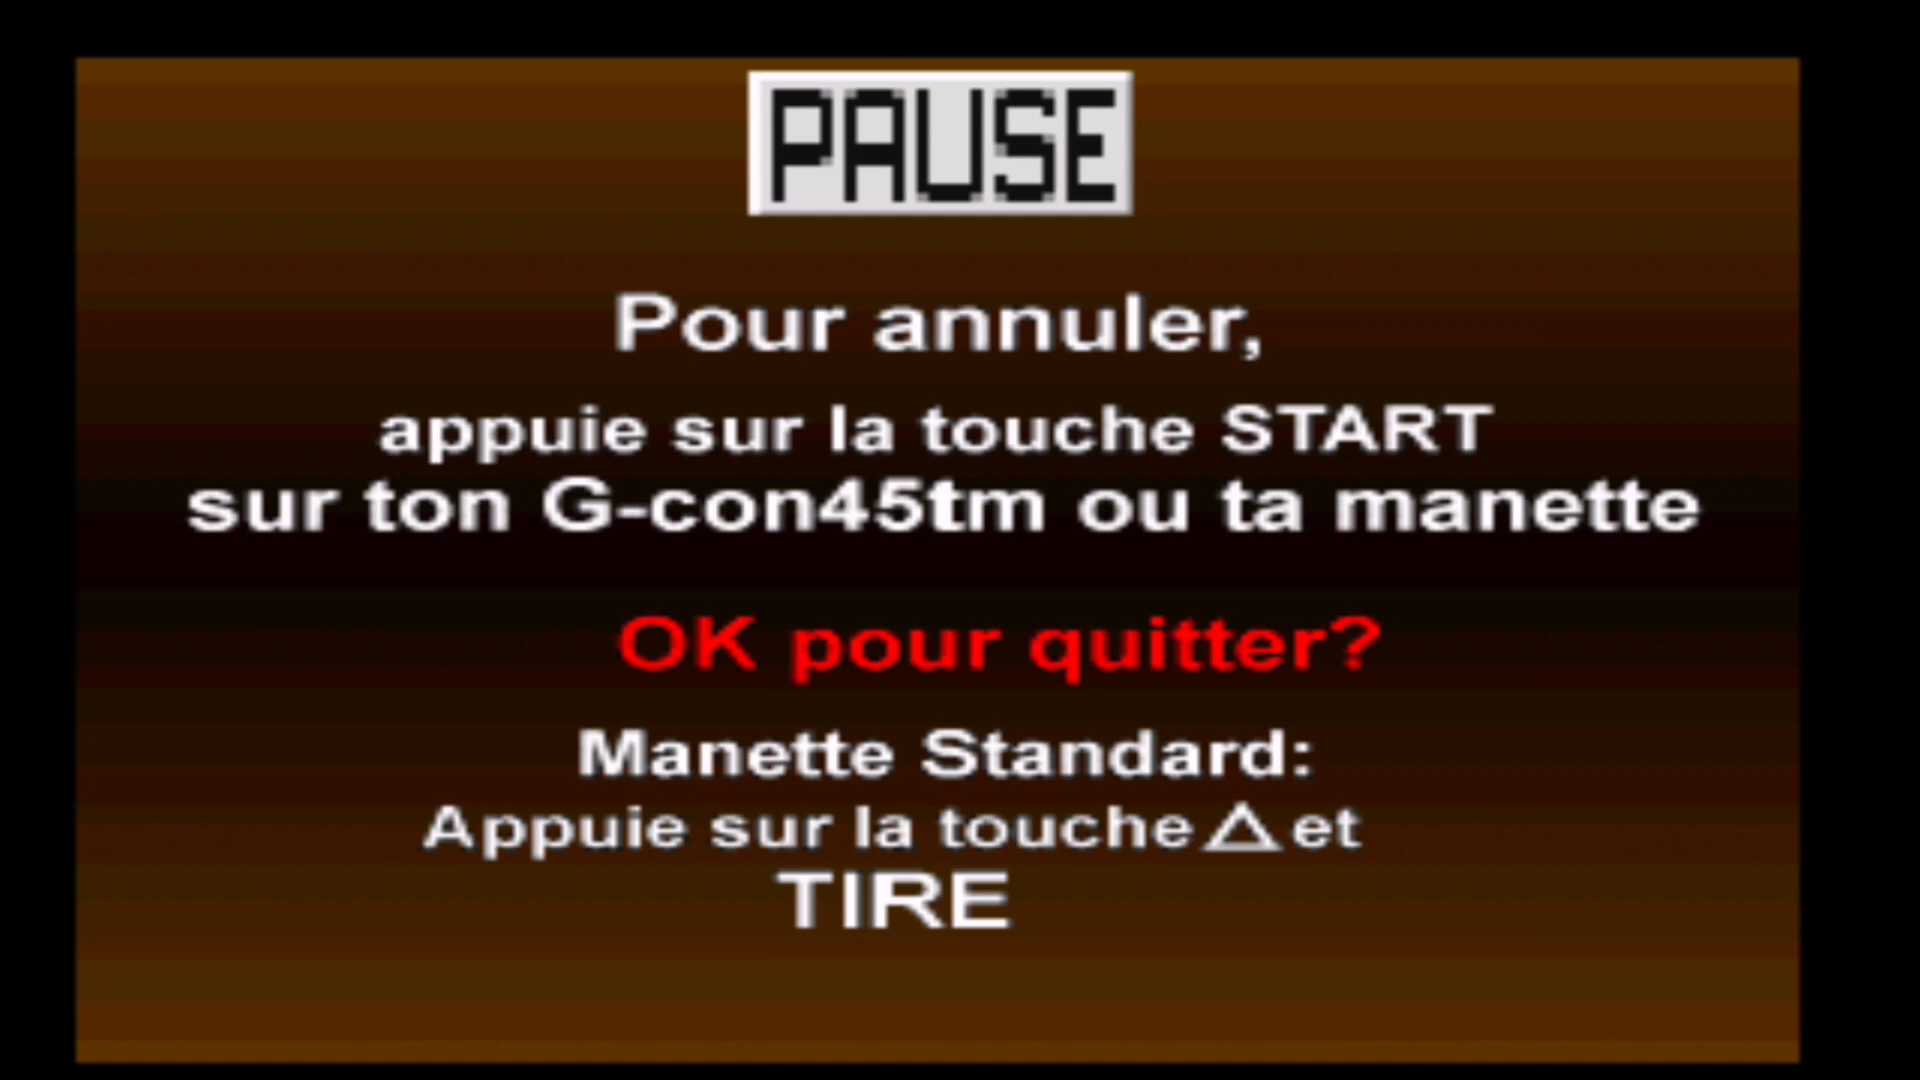 PAUSE
Pour annuler,
appuie sur la touche START
sur ton G-con45tm ou ta manette
OK pour quitter?
Manette Standard:
Appuie sur la touche△et
TIRE